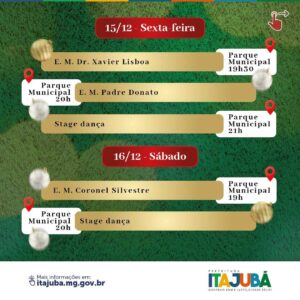 15/12 - Sexta feira
E. M. Dr. Xavier Lisboa
Parque
Municipal
19h30
Parque
Municipal
20h
E. M. Padre Donato
Stage dança
Parque
Municipal
21h
16/12 - Sábado
E. M. Coronel Silvestre
Parque
Municipal
19h
Parque
Municipal
20h
Stage dança
Mais informações em:
itajuba.mg.gov.br
PREFEITURA
ITAJUBÁ